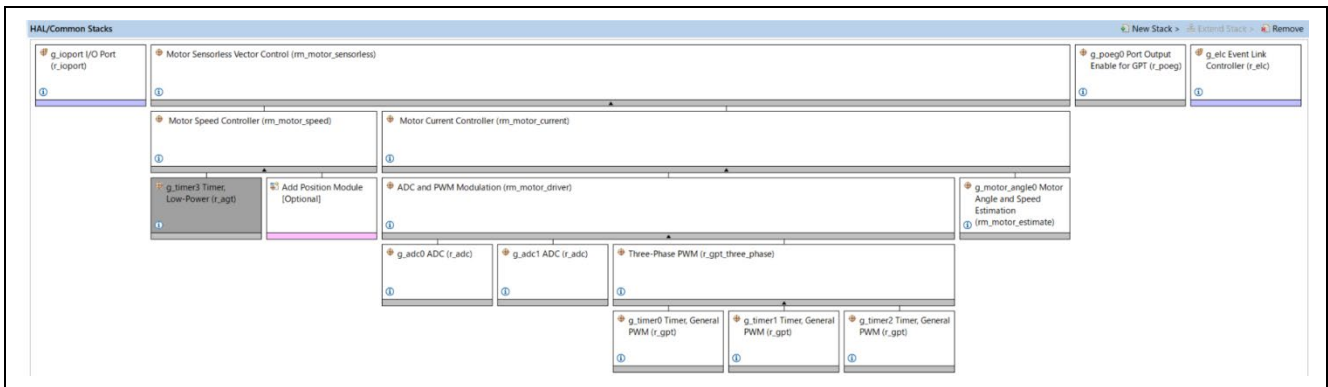 HAL/Common Stacks
New Stack >
Extend Stack >
Remove
g_ioport I/O Port
(r_ioport)
Motor Sensorless Vector Control (rm_motor_sensorless)
g_poeg0 Port Output
Enable for GPT (r_poeg)
g_elc Event Link
Controller (r_elc)
Motor Speed Controller (rm_motor_speed)
Motor Current Controller (rm_motor_current)
g_timer3 Timer,
Low-Power (r_agt)
Add Position Module
[Optional]
ADC and PWM Modulation (rm_motor_driver)
g_motor_angle0 Motor
Angle and Speed
Estimation
(rm_motor_estimate)
g_adc0 ADC (r_adc)
g_adc1 ADC (r_adc)
Three-Phase PWM (r_gpt_three_phase)
g_timer0 Timer, General
PWM (r_gpt)
g_timer1 Timer, General
PWM (r_gpt)
g_timer2 Timer, General
PWM (r_gpt)